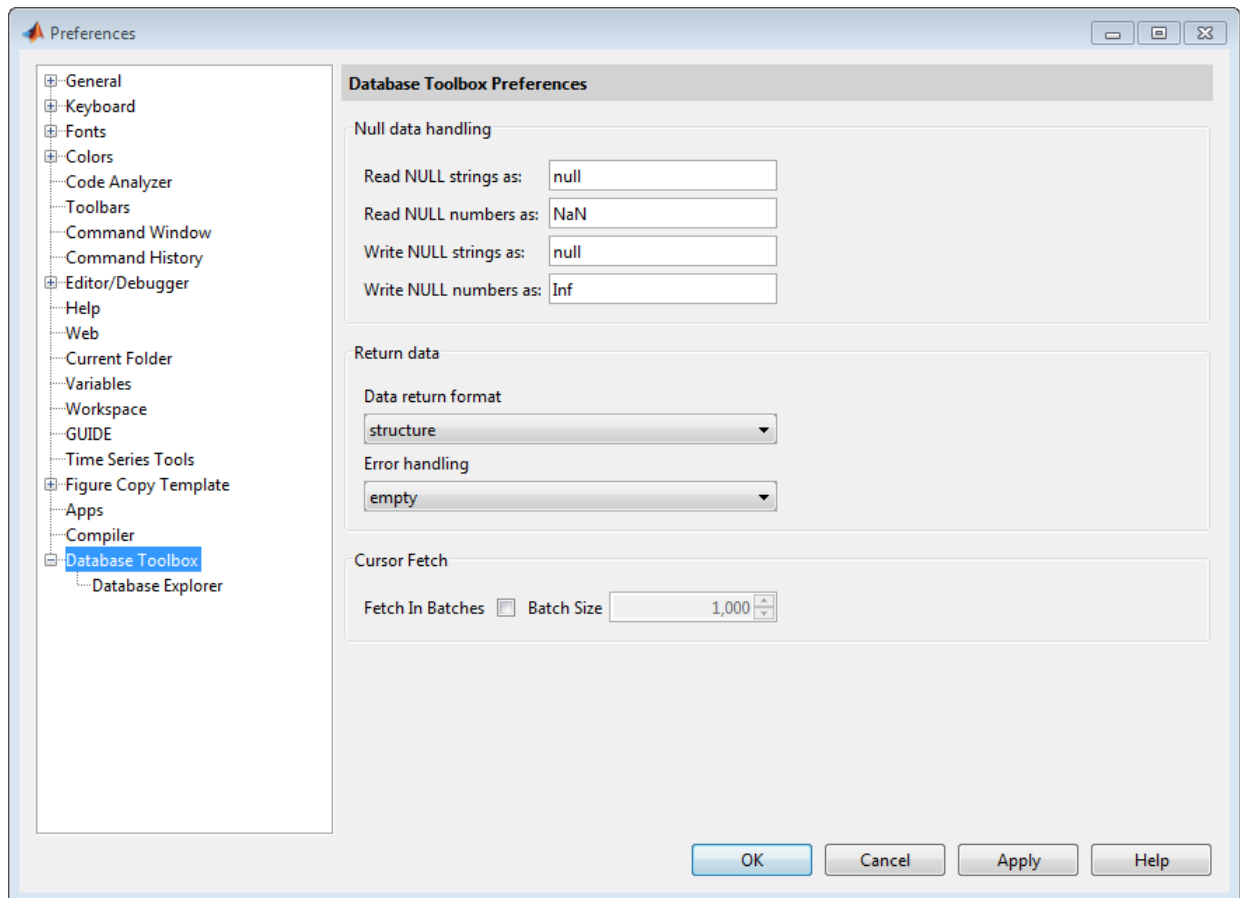 Preferences
General
Keyboard
Fonts
Colors
Code Analyzer
Toolbars
Command Window
Command History
Editor/Debugger
Help
Web
Current Folder
Variables
Workspace
GUIDE
Time Series Tools
Figure Copy Template
Apps
Compiler
Database Toolbox
Database Explorer
Database Toolbox Preferences
Null data handling
Read NULL strings as: null
Read NULL numbers as: NaN
Write NULL strings as: null
Write NULL numbers as: Inf
Return data
Data return format
structure
Error handling
empty
Cursor Fetch
Fetch In Batches Batch Size 1,000
OK Cancel Apply Help